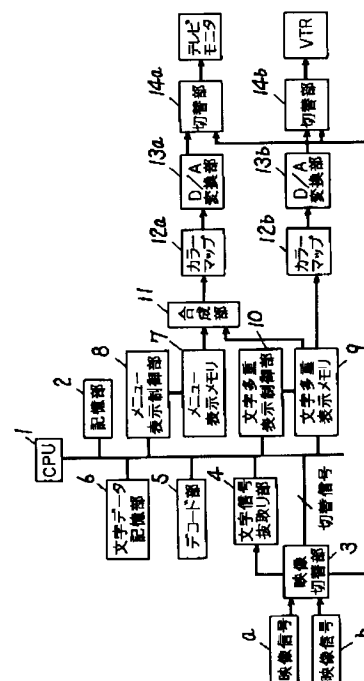 1
CPU
2
記憶部
8
メニュー
表示制御部
7
メニュー
表示メモリ
10
文字多重
表示制御部
9
文字多重
表示メモリ
6
文字データ
記憶部
5
デコード部
4
文字信号
抜取り部
切替信号
3
映像
切替部
a
映像信号
b
映像信号
11
合成部
12a
カラー
マップ
13a
D/A
変換部
14a
切替部
テレビ
モニタ
12b
カラー
マップ
13b
D/A
変換部
14b
切替部
VTR